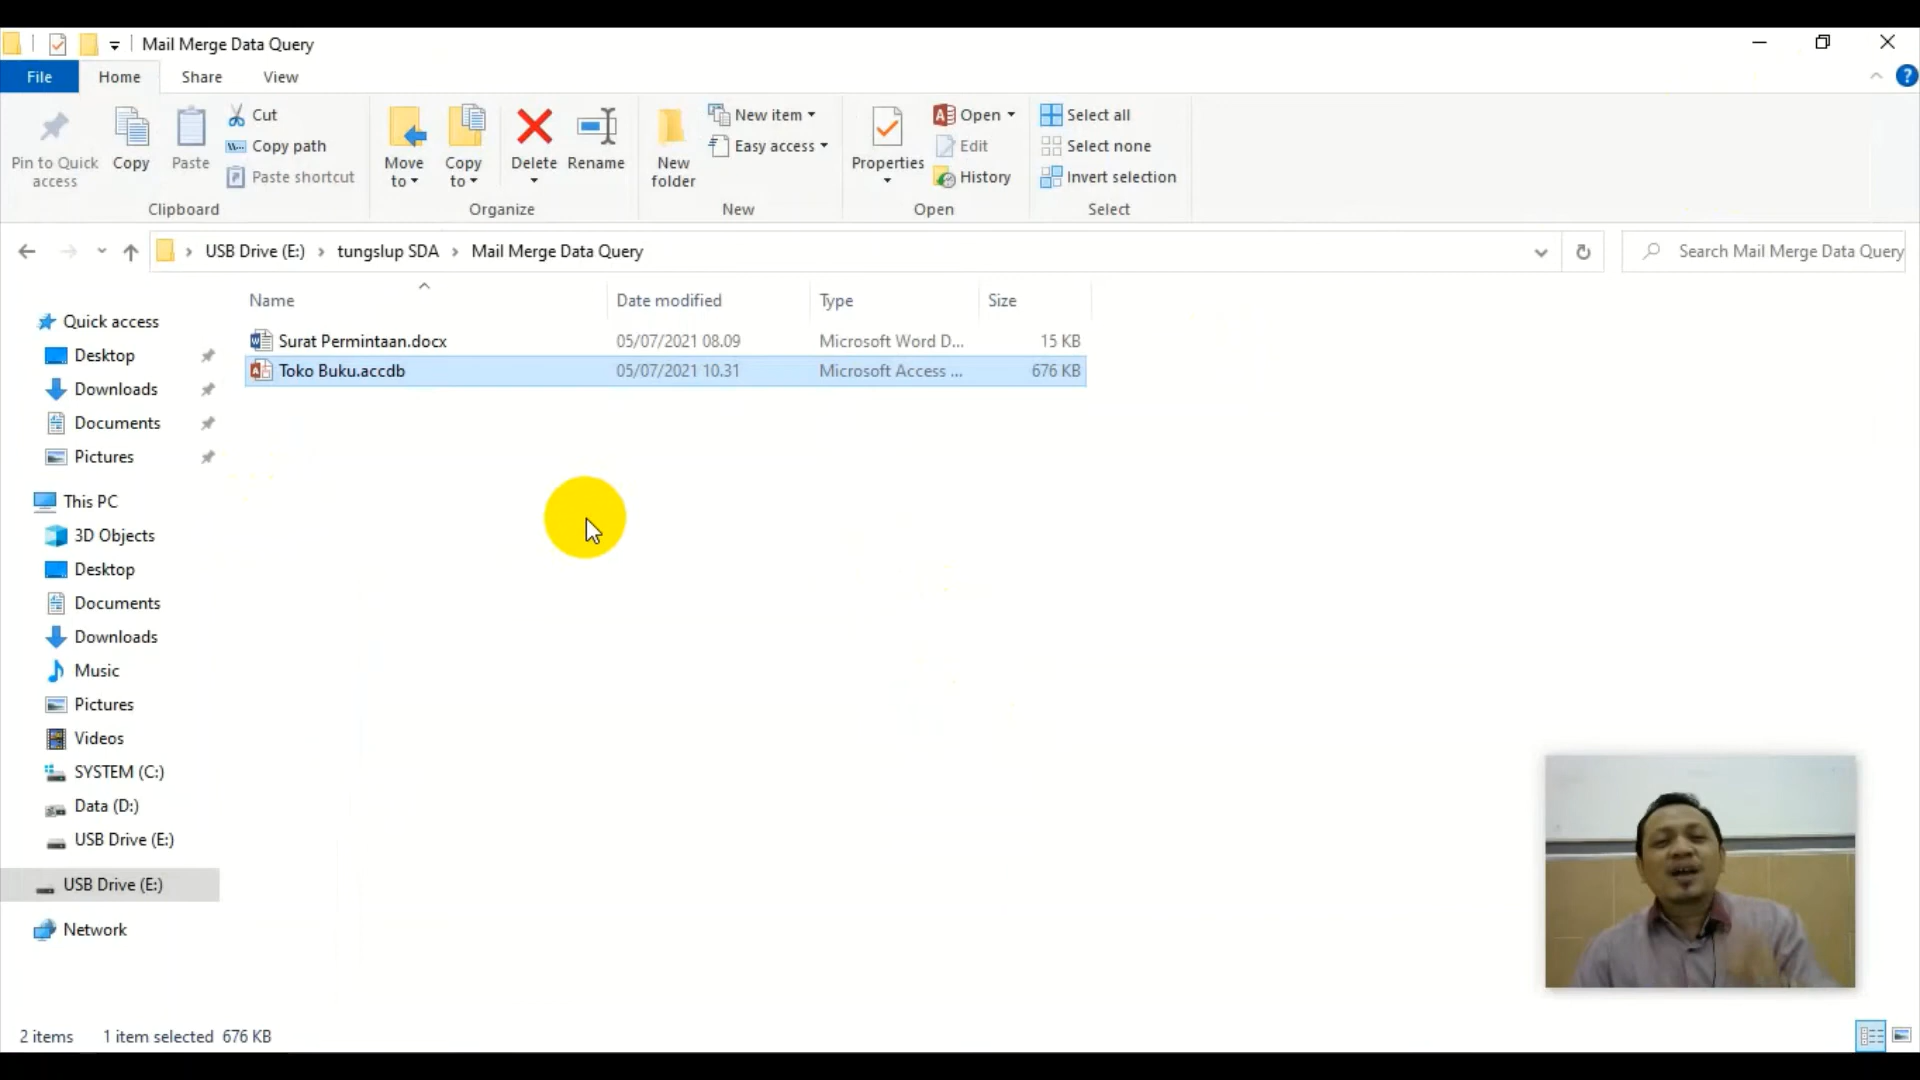 Mail Merge Data Query
File Home Share View
?
Pin to Quick access
Copy
Paste
Cut
Copy path
Paste shortcut
Clipboard
Move to
Copy to
Delete
Rename
Organize
New folder
New item
Easy access
New
Properties
Open
Edit
History
Open
Select all
Select none
Invert selection
Select
USB Drive (E:) › tungslup SDA › Mail Merge Data Query
Search Mail Merge Data Query
Name Date modified Type Size
Surat Permintaan.docx 05/07/2021 08.09 Microsoft Word D... 15 KB
Toko Buku.accdb 05/07/2021 10.31 Microsoft Access ... 676 KB
Quick access
Desktop
Downloads
Documents
Pictures
This PC
3D Objects
Desktop
Documents
Downloads
Music
Pictures
Videos
SYSTEM (C:)
Data (D:)
USB Drive (E:)
USB Drive (E:)
Network
2 items 1 item selected 676 KB